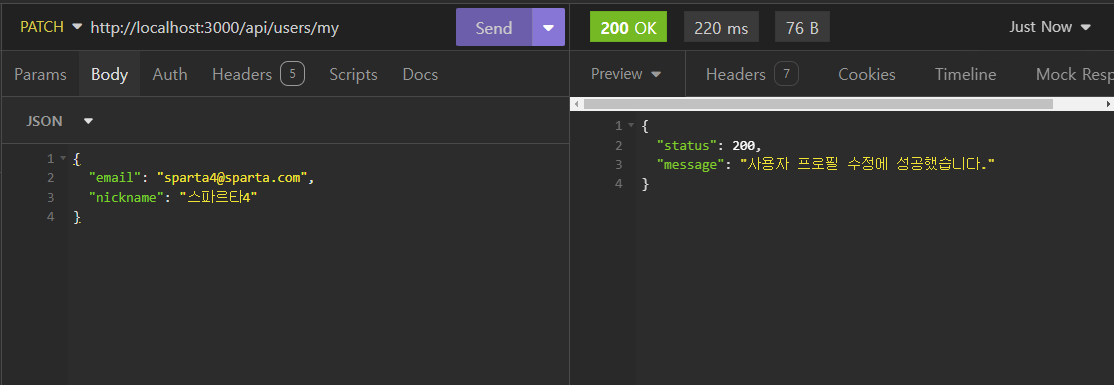 PATCH http://localhost:3000/api/users/my Send
Params Body Auth Headers 5 Scripts Docs
JSON
1 {
2 "email": "sparta4@sparta.com",
3 "nickname": "스파르타4"
4 }
200 OK 220 ms 76 B Just Now
Preview Headers 7 Cookies Timeline Mock Resp
1 {
2 "status": 200,
3 "message": "사용자 프로필 수정에 성공했습니다."
4 }